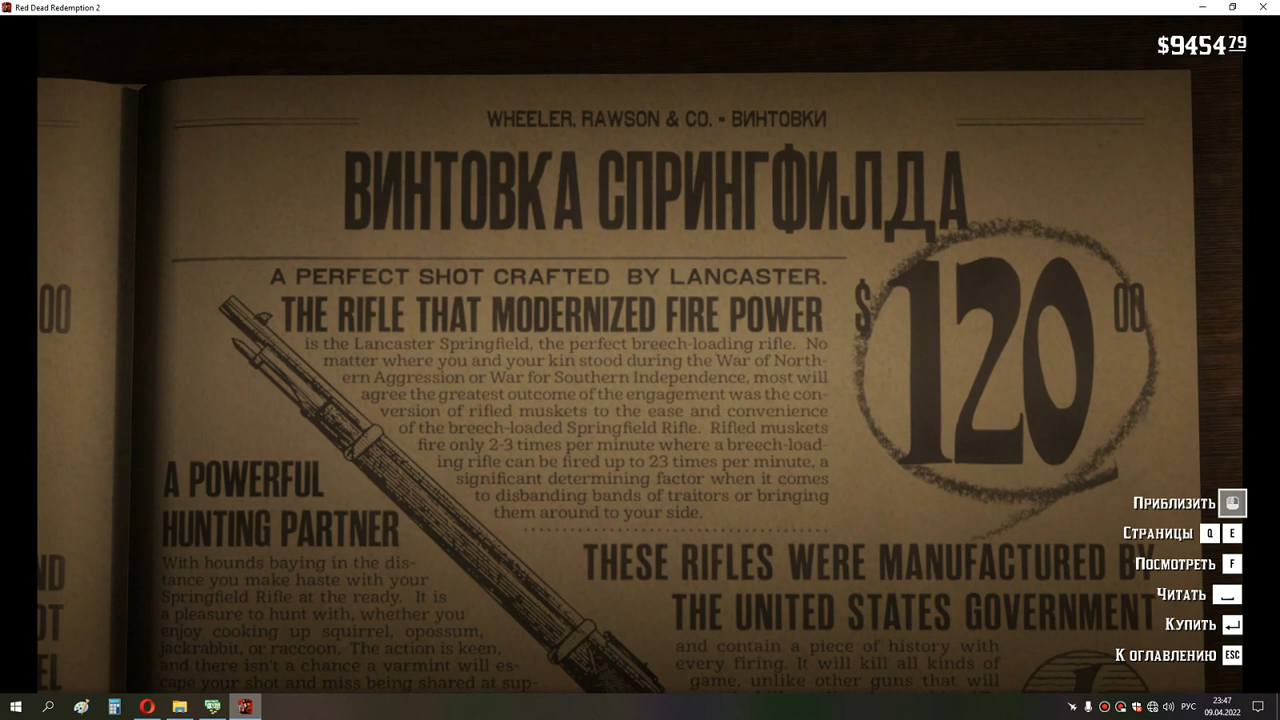 Red Dead Redemption 2
$9454 79
WHEELER, RAWSON & CO. - ВИНТОВКИ
ВИНТОВКА СПРИНГФИЛДА
A PERFECT SHOT CRAFTED BY LANCASTER.
THE RIFLE THAT MODERNIZED FIRE POWER
is the Lancaster Springfield, the perfect breech-loading rifle. No
matter where you and your kin stood during the War of North-
ern Aggression or War for Southern Independence, most will
agree the greatest outcome of the engagement was the con-
version of rifled muskets to the ease and convenience
of the breech-loaded Springfield Rifle. Rifled muskets
fire only 2-3 times per minute where a breech-load-
ing rifle can be fired up to 23 times per minute, a
significant determining factor when it comes
to disbanding bands of traitors or bringing
them around to your side.
$120 00
00
A POWERFUL
HUNTING PARTNER
With hounds baying in the dis-
tance you make haste with your
Springfield Rifle at the ready. It is
a pleasure to hunt with, whether you
enjoy cooking up squirrel, opossum,
jackrabbit, or raccoon. The action is keen,
and there isn't a chance a varmint will es-
cape your shot and miss being shared at sup-
THESE RIFLES WERE MANUFACTURED BY
THE UNITED STATES GOVERNMENT
and contain a piece of history with
every firing. It will kill all kinds of
game, unlike other guns that will
ND
OT
EL
Приблизить
Страницы Q E
Посмотреть F
Читать
Купить
К оглавлению ESC
РУС
23:47
09.04.2022